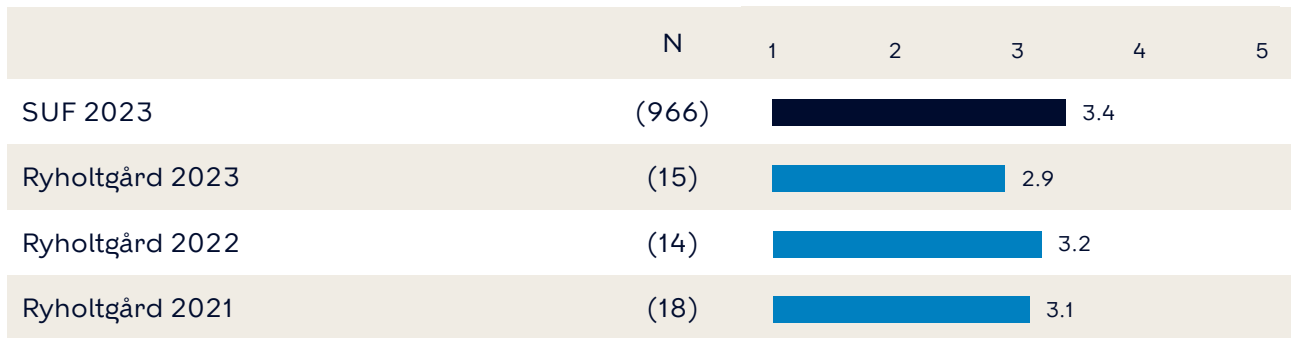 N 1 2 3 4 5
SUF 2023 (966) 3.4
Ryholtgård 2023 (15) 2.9
Ryholtgård 2022 (14) 3.2
Ryholtgård 2021 (18) 3.1